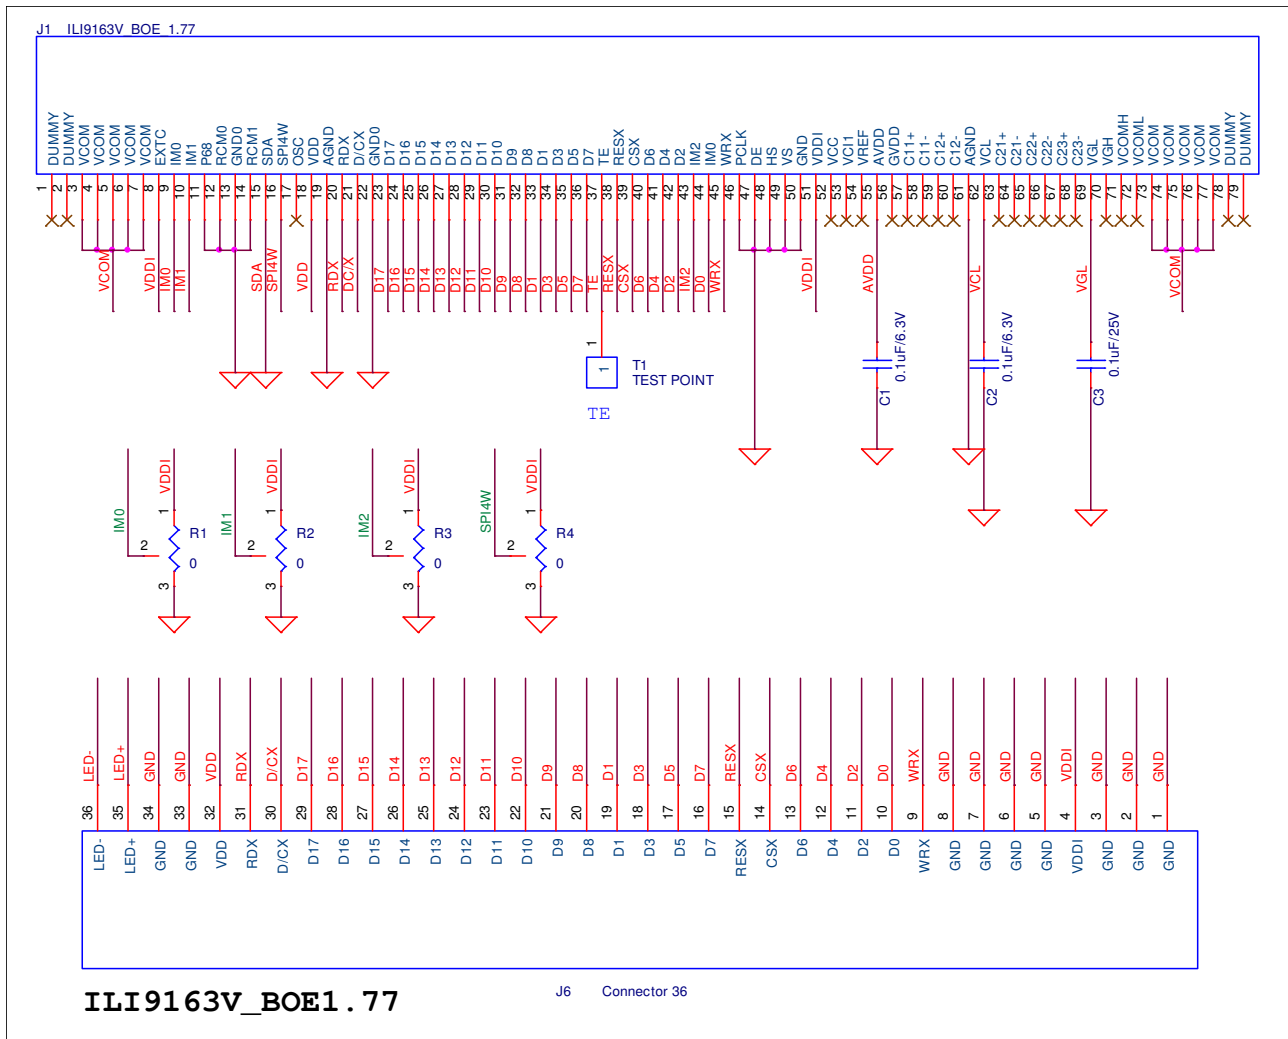 J1 ILI9163V_BOE_1.77
DUMMY DUMMY VCOM VCOM VCOM VCOM VCOM EXTC IM0 IM1 P68 RCM0 GND0 RCM1 SDA SPI4W OSC VDD AGND RDX D/CX GND0 D17 D16 D15 D14 D13 D12 D11 D10 D9 D8 D1 D3 D5 D7 TE RESX CSX D6 D4 D2 IM2 IM0 WRX PCLK DE HS VS GND VDDI VCC VCI1 VREF AVDD GVDD C11+ C11- C12+ C12- AGND VCL C21+ C21- C22+ C22- C23+ C23- VGL VGH VCOMH VCOML VCOM VCOM VCOM VCOM VCOM DUMMY DUMMY
1 2 3 4 5 6 7 8 9 10 11 12 13 14 15 16 17 18 19 20 21 22 23 24 25 26 27 28 29 30 31 32 33 34 35 36 37 38 39 40 41 42 43 44 45 46 47 48 49 50 51 52 53 54 55 56 57 58 59 60 61 62 63 64 65 66 67 68 69 70 71 72 73 74 75 76 77 78 79
VCOM VDDI IM0 IM1 SDA SPI4W VDD RDX DC/X D17 D16 D15 D14 D13 D12 D11 D10 D9 D8 D1 D3 D5 D7 TE RESX CSX D6 D4 D2 IM2 D0 WRX VDDI AVDD VCL VGL VCOM
1
1
T1
TEST POINT
TE
C1 0.1uF/6.3V
C2 0.1uF/6.3V
C3 0.1uF/25V
IM0 VDDI 1 2 3 R1 0
IM1 VDDI 1 2 3 R2 0
IM2 VDDI 1 2 3 R3 0
SPI4W VDDI 1 2 3 R4 0
LED- LED+ GND GND VDD RDX D/CX D17 D16 D15 D14 D13 D12 D11 D10 D9 D8 D1 D3 D5 D7 RESX CSX D6 D4 D2 D0 WRX GND GND GND GND VDDI GND GND GND
36 35 34 33 32 31 30 29 28 27 26 25 24 23 22 21 20 19 18 17 16 15 14 13 12 11 10 9 8 7 6 5 4 3 2 1
LED- LED+ GND GND VDD RDX D/CX D17 D16 D15 D14 D13 D12 D11 D10 D9 D8 D1 D3 D5 D7 RESX CSX D6 D4 D2 D0 WRX GND GND GND GND VDDI GND GND GND
J6 Connector 36
ILI9163V_BOE1.77